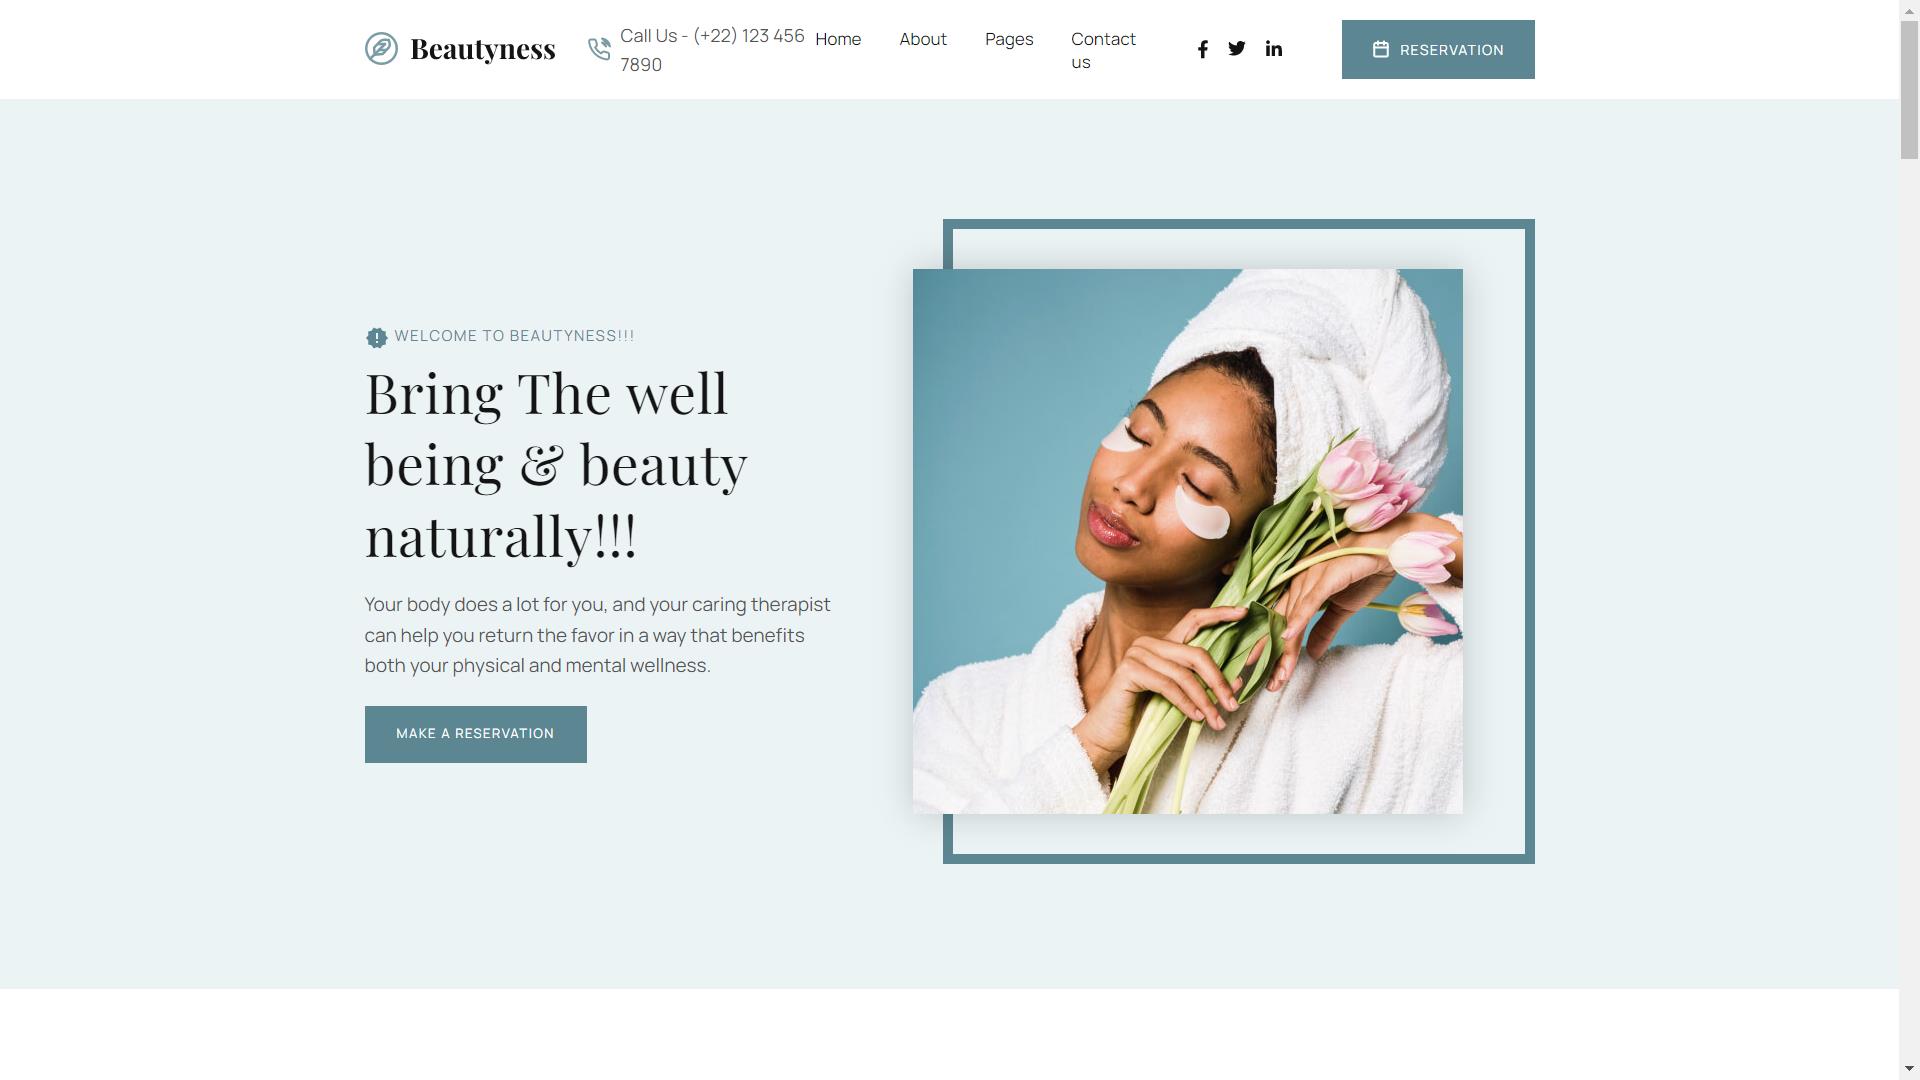 Beautyness
Call Us - (+22) 123 456
7890
Home
About
Pages
Contact
us
RESERVATION
WELCOME TO BEAUTYNESS!!!
Bring The well
being & beauty
naturally!!!
Your body does a lot for you, and your caring therapist
can help you return the favor in a way that benefits
both your physical and mental wellness.
MAKE A RESERVATION